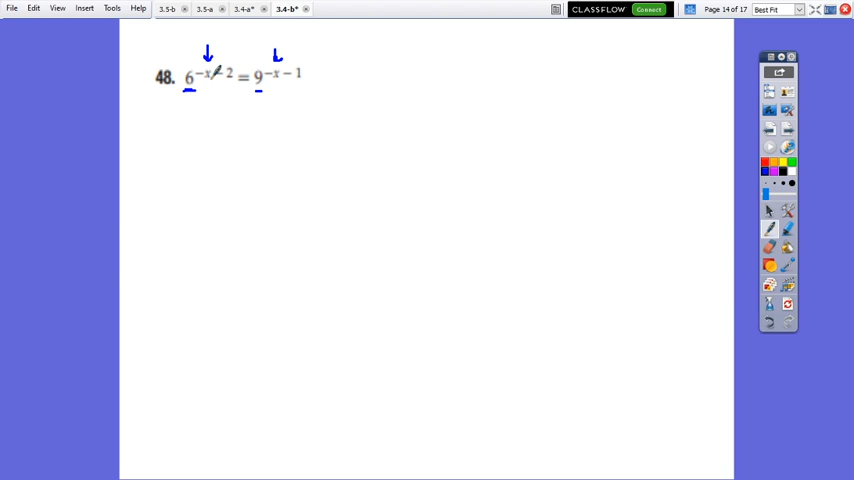 File Edit View Insert Tools Help 3.5-b 3.5-a 3.4-a* 3.4-b* CLASSFLOW Connect Page 14 of 17 Best Fit
48. 6^{-x-2} = 9^{-x-1}